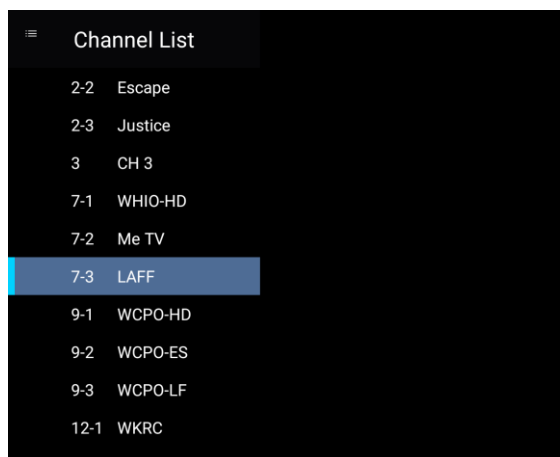 Channel List
2-2 Escape
2-3 Justice
3 CH 3
7-1 WHIO-HD
7-2 Me TV
7-3 LAFF
9-1 WCPO-HD
9-2 WCPO-ES
9-3 WCPO-LF
12-1 WKRC